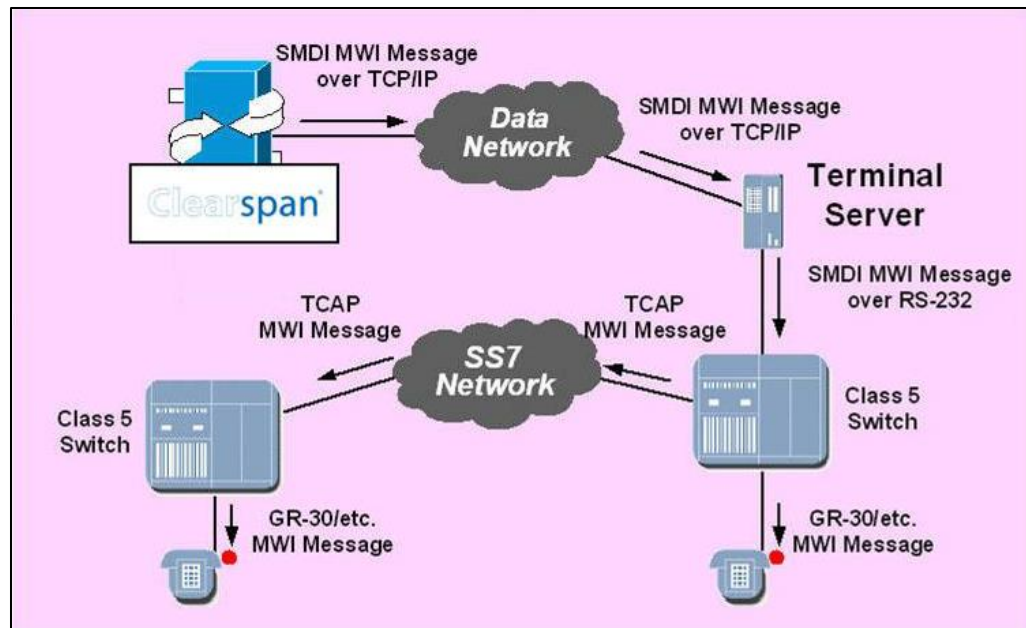 SMDI MWI Message
over TCP/IP
Data
Network
SMDI MWI Message
over TCP/IP
Clearspan®
Terminal
Server
SMDI MWI Message
over RS-232
TCAP
MWI Message
TCAP
MWI Message
SS7
Network
Class 5
Switch
Class 5
Switch
GR-30/etc.
MWI Message
GR-30/etc.
MWI Message